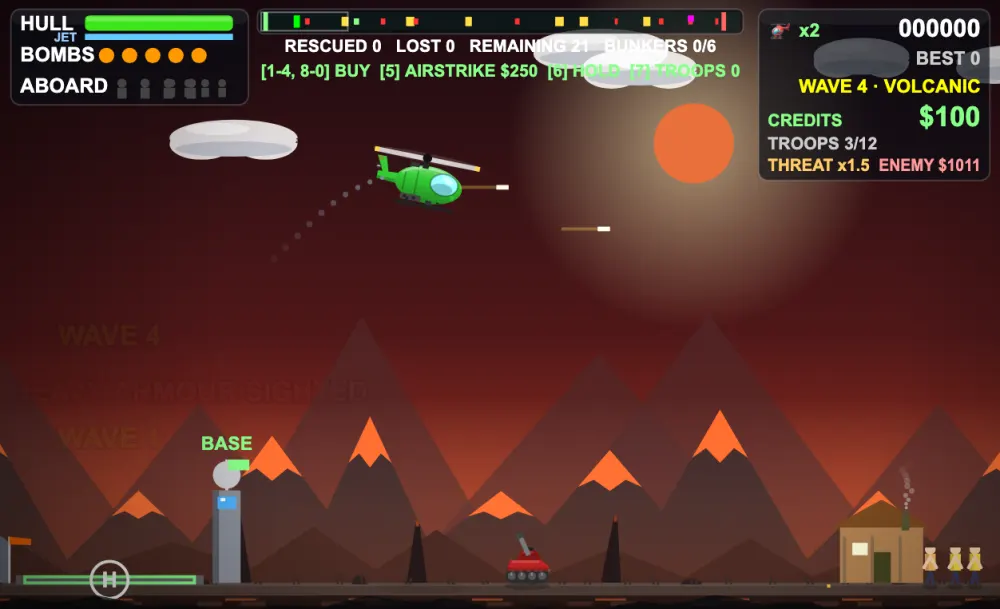 HULL
JET
BOMBS
ABOARD
RESCUED 0 LOST 0 REMAINING 21 BUNKERS 0/6
[1-4, 8-0] BUY [5] AIRSTRIKE $250 [6] HOLD [7] TROOPS 0
x2 000000
BEST 0
WAVE 4 · VOLCANIC
CREDITS $100
TROOPS 3/12
THREAT x1.5 ENEMY $1011
WAVE 4
BASE
H